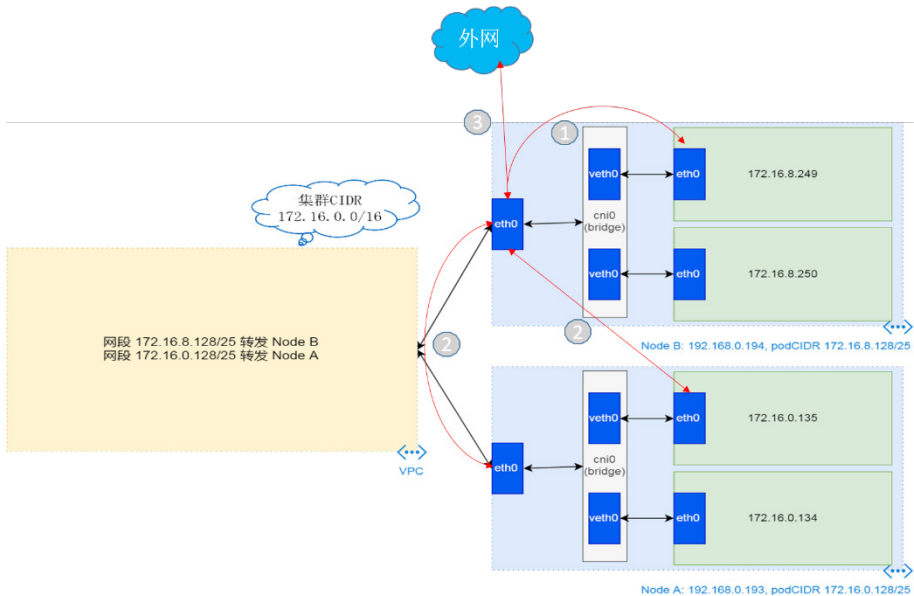 外网
3
1
veth0
eth0
172.16.8.249
集群CIDR
172.16.0.0/16
eth0
cni0
(bridge)
veth0
eth0
172.16.8.250
网段 172.16.8.128/25 转发 Node B
网段 172.16.0.128/25 转发 Node A
2
2
Node B: 192.168.0.194, podCIDR 172.16.8.128/25
veth0
eth0
172.16.0.135
VPC
eth0
cni0
(bridge)
veth0
eth0
172.16.0.134
Node A: 192.168.0.193, podCIDR 172.16.0.128/25